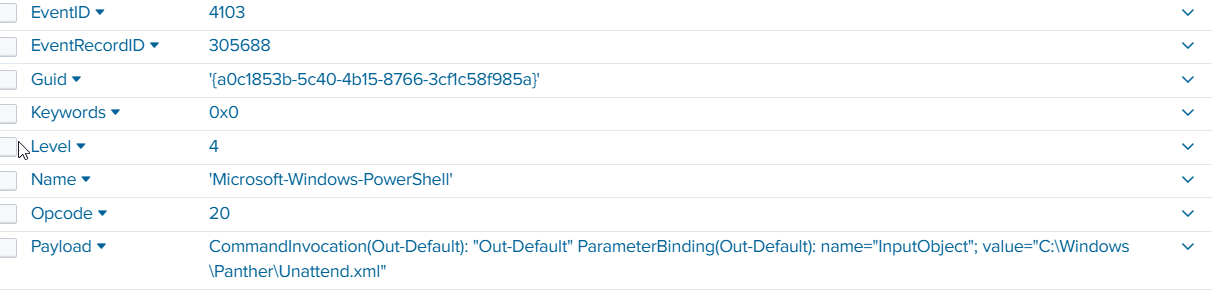 EventID 4103
EventRecordID 305688
Guid '{a0c1853b-5c40-4b15-8766-3cf1c58f985a}'
Keywords 0x0
Level 4
Name 'Microsoft-Windows-PowerShell'
Opcode 20
Payload CommandInvocation(Out-Default): "Out-Default" ParameterBinding(Out-Default): name="InputObject"; value="C:\Windows
\Panther\Unattend.xml"